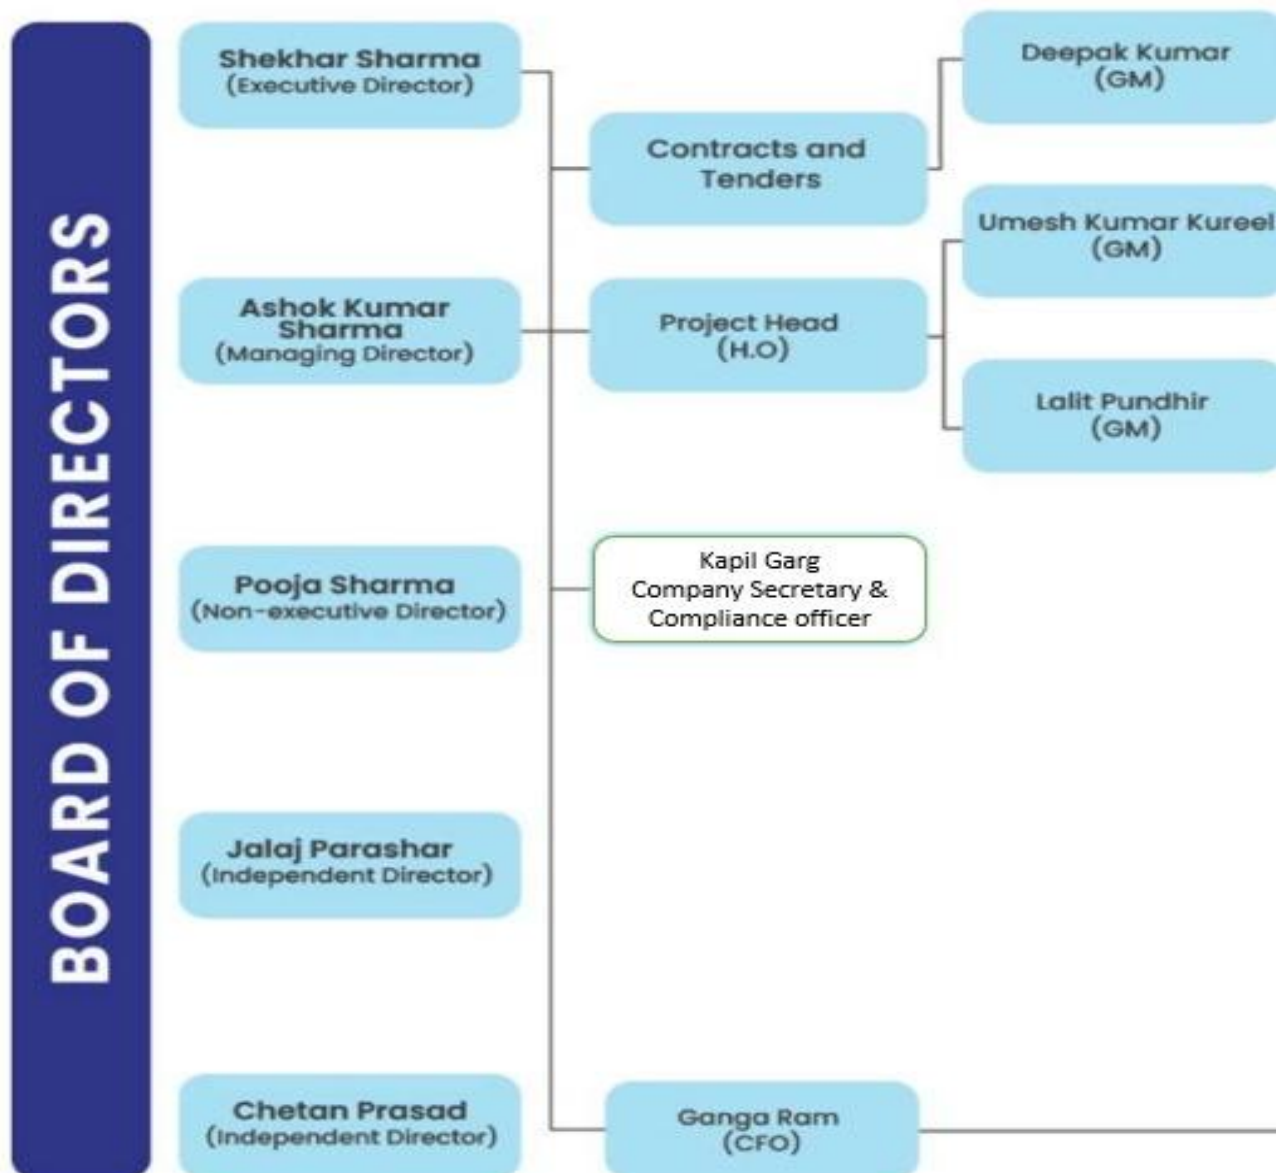 BOARD OF DIRECTORS
Shekhar Sharma
(Executive Director)
Ashok Kumar
Sharma
(Managing Director)
Pooja Sharma
(Non-executive Director)
Jalaj Parashar
(Independent Director)
Chetan Prasad
(Independent Director)
Contracts and
Tenders
Project Head
(H.O)
Kapil Garg
Company Secretary &
Compliance officer
Ganga Ram
(CFO)
Deepak Kumar
(GM)
Umesh Kumar Kureel
(GM)
Lalit Pundhir
(GM)